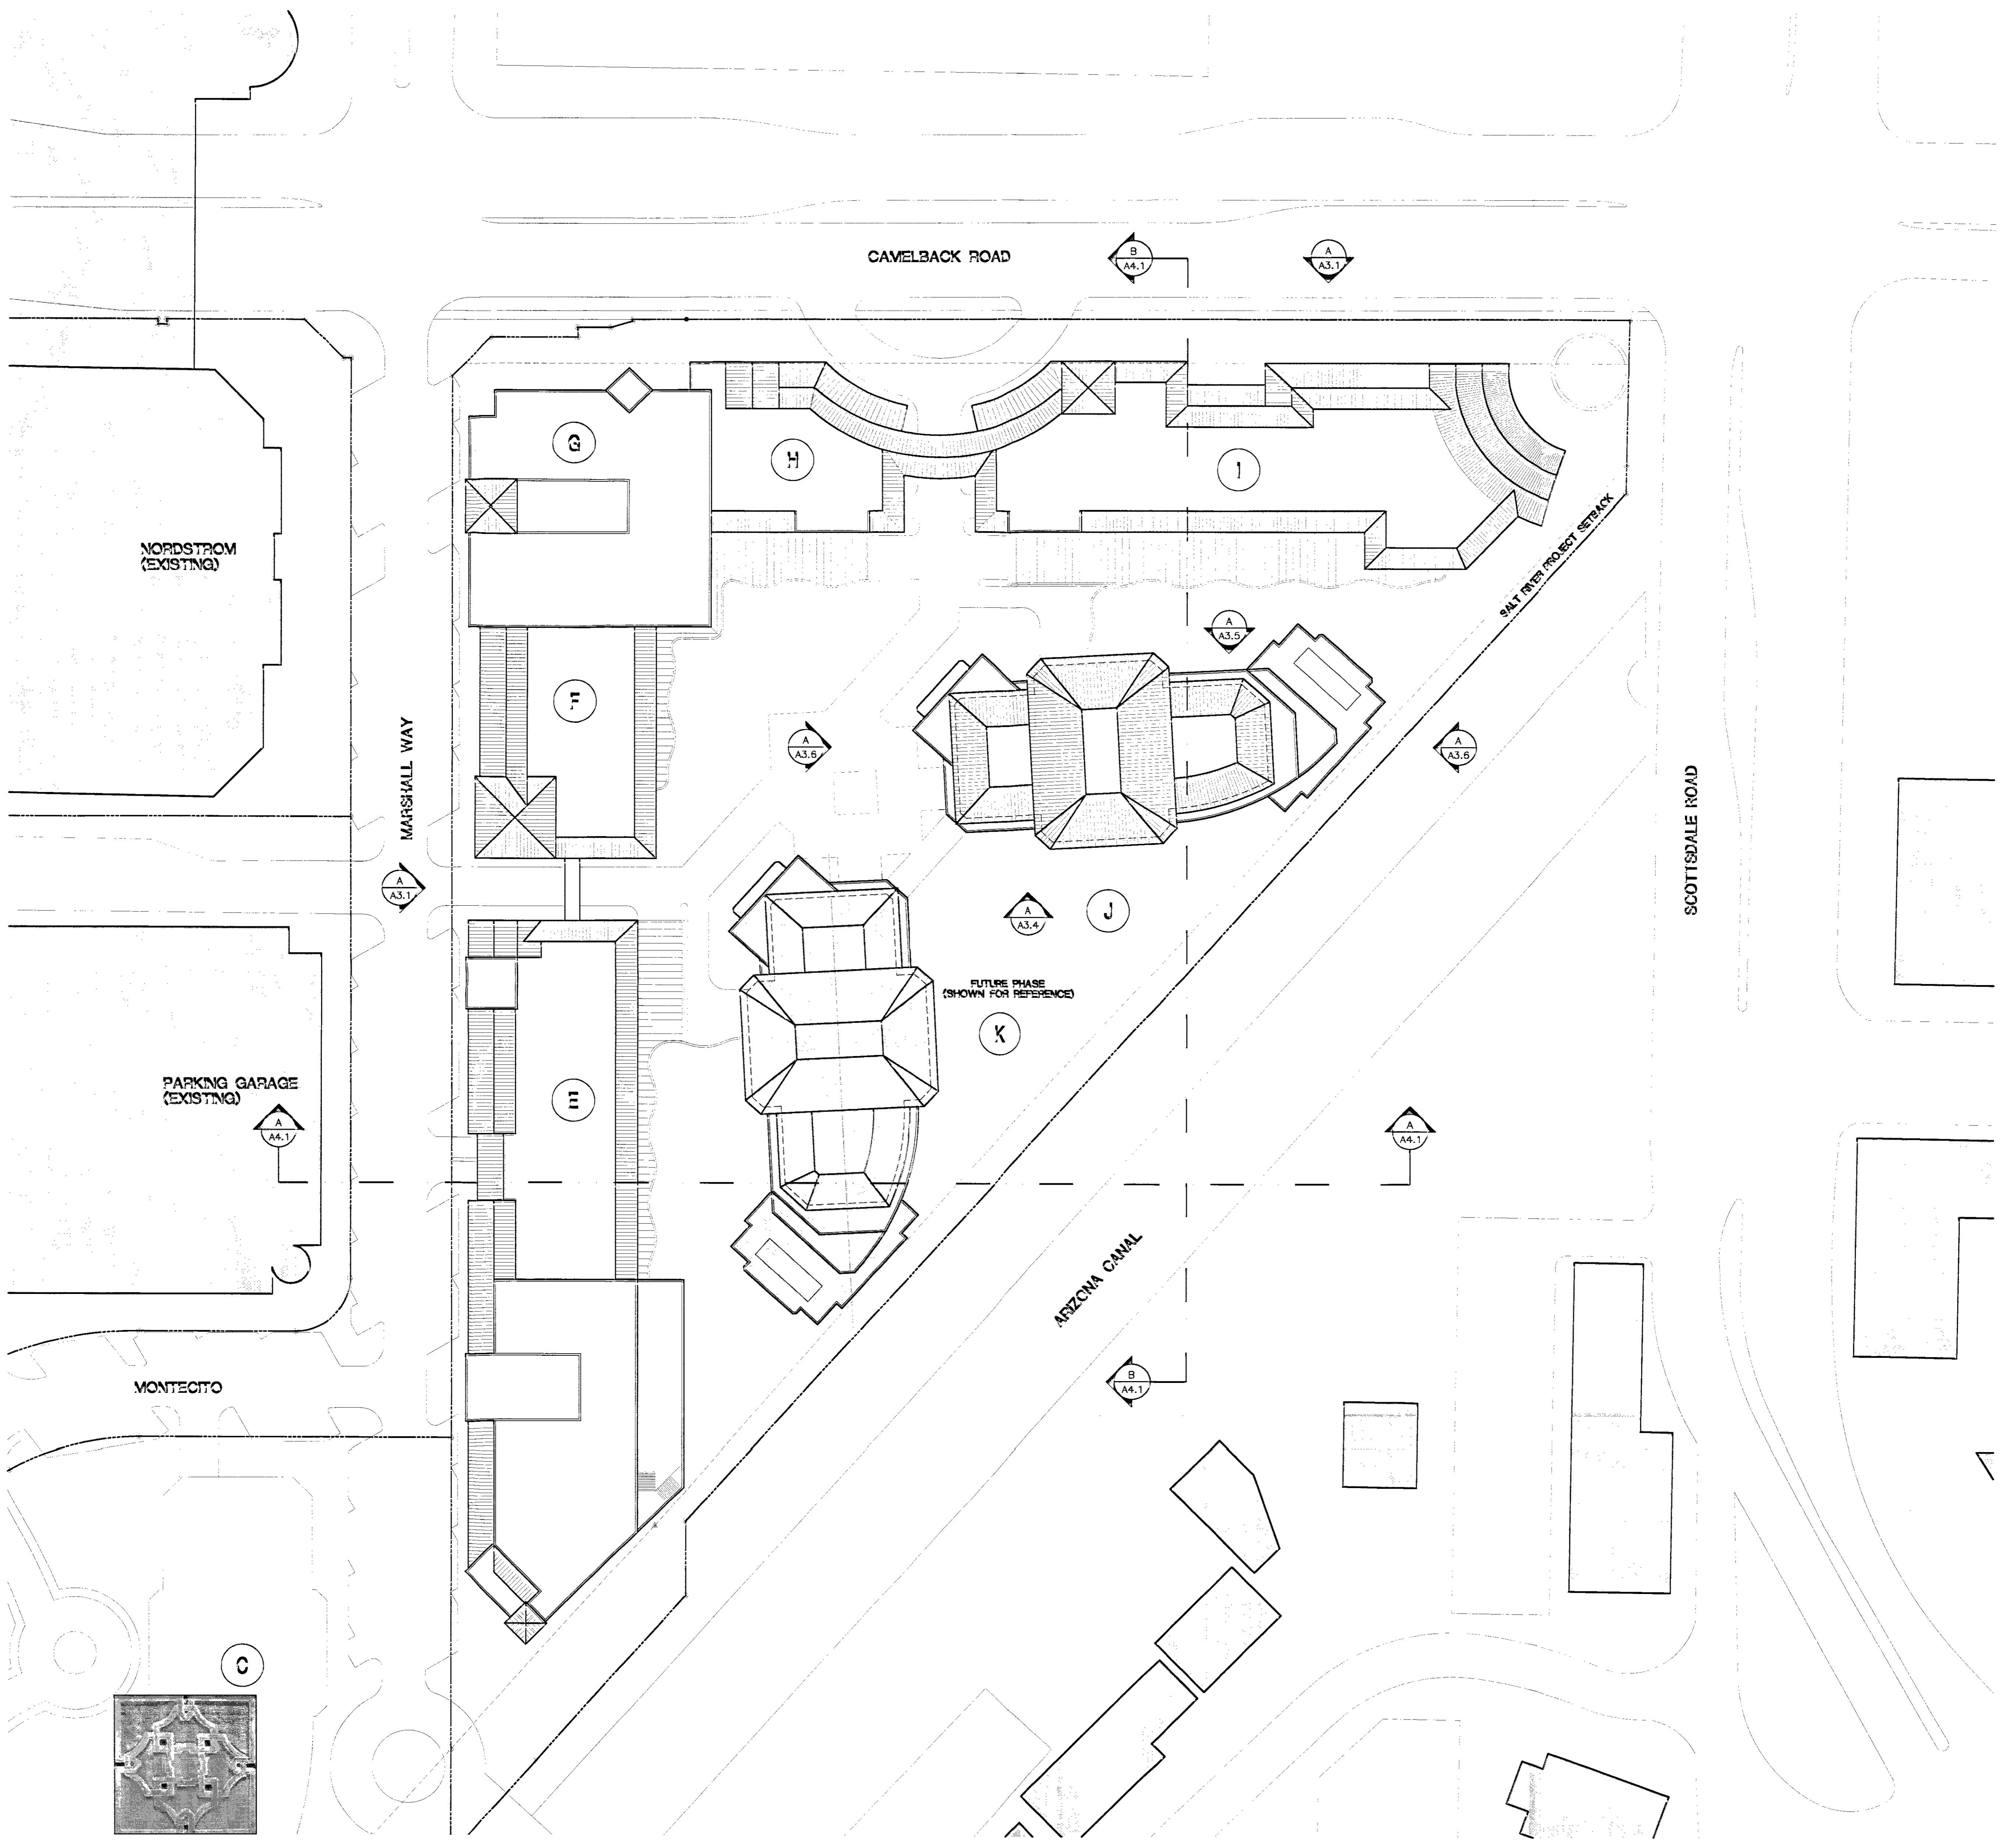 CAMELBACK ROAD
B
A4.1
A
A3.1
G
H
I
NORDSTROM
(EXISTING)
SALT RIVER PROJECT SETBACK
A
A3.5
F
MARSHALL WAY
A
A3.6
A
A3.6
SCOTTSDALE ROAD
A
A3.1
A
A3.4
J
FUTURE PHASE
(SHOWN FOR REFERENCE)
K
PARKING GARAGE
(EXISTING)
A
A4.1
E
A
A4.1
ARIZONA CANAL
MONTECITO
B
A4.1
C